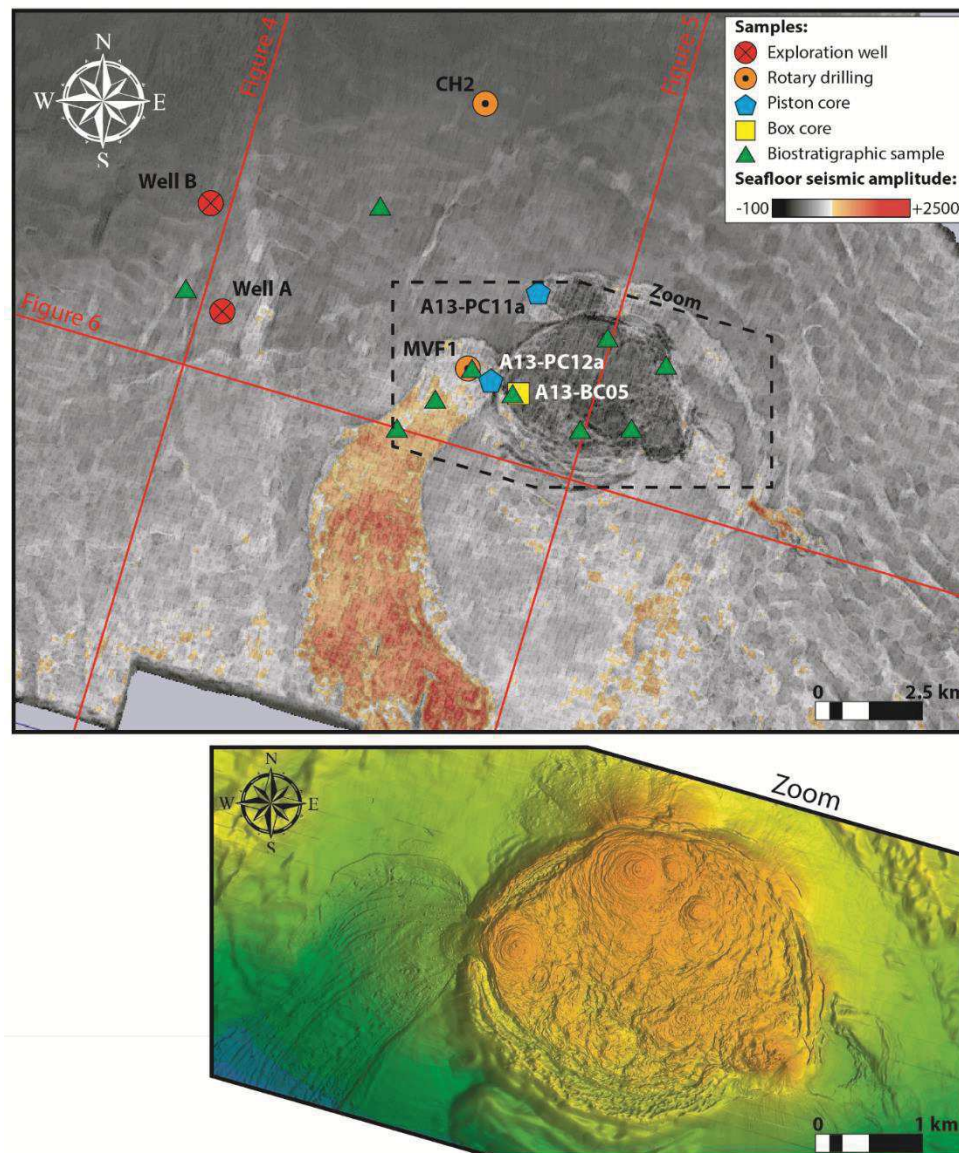 Figure 4
Figure 5
Samples:
Exploration well
Rotary drilling
Piston core
Box core
Biostratigraphic sample
Seafloor seismic amplitude:
-100 +2500
N
W E
S
CH2
Well B
Well A
Figure 6
A13-PC11a
Zoom
MVF1
A13-PC12a
A13-BC05
0 2.5 km
Zoom
N
W E
S
0 1 km